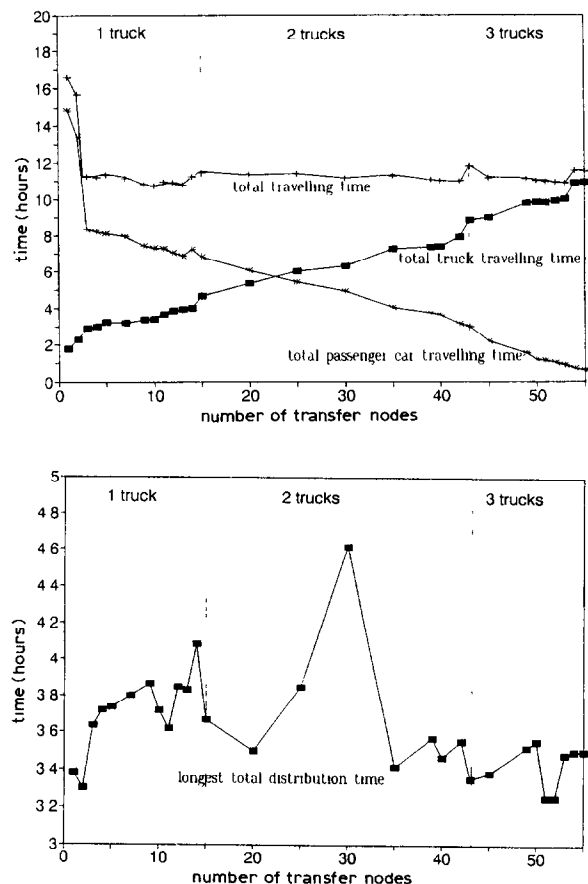 20
18
16
14
12
10
8
6
4
2
0
time (hours)
1 truck 2 trucks 3 trucks
total travelling time
total truck travelling time
total passenger car travelling time
0 10 20 30 40 50
number of transfer nodes
5
4 8
4 6
4 4
4 2
4
3 8
3 6
3 4
3 2
3
time (hours)
1 truck 2 trucks 3 trucks
longest total distribution time
0 10 20 30 40 50
number of transfer nodes